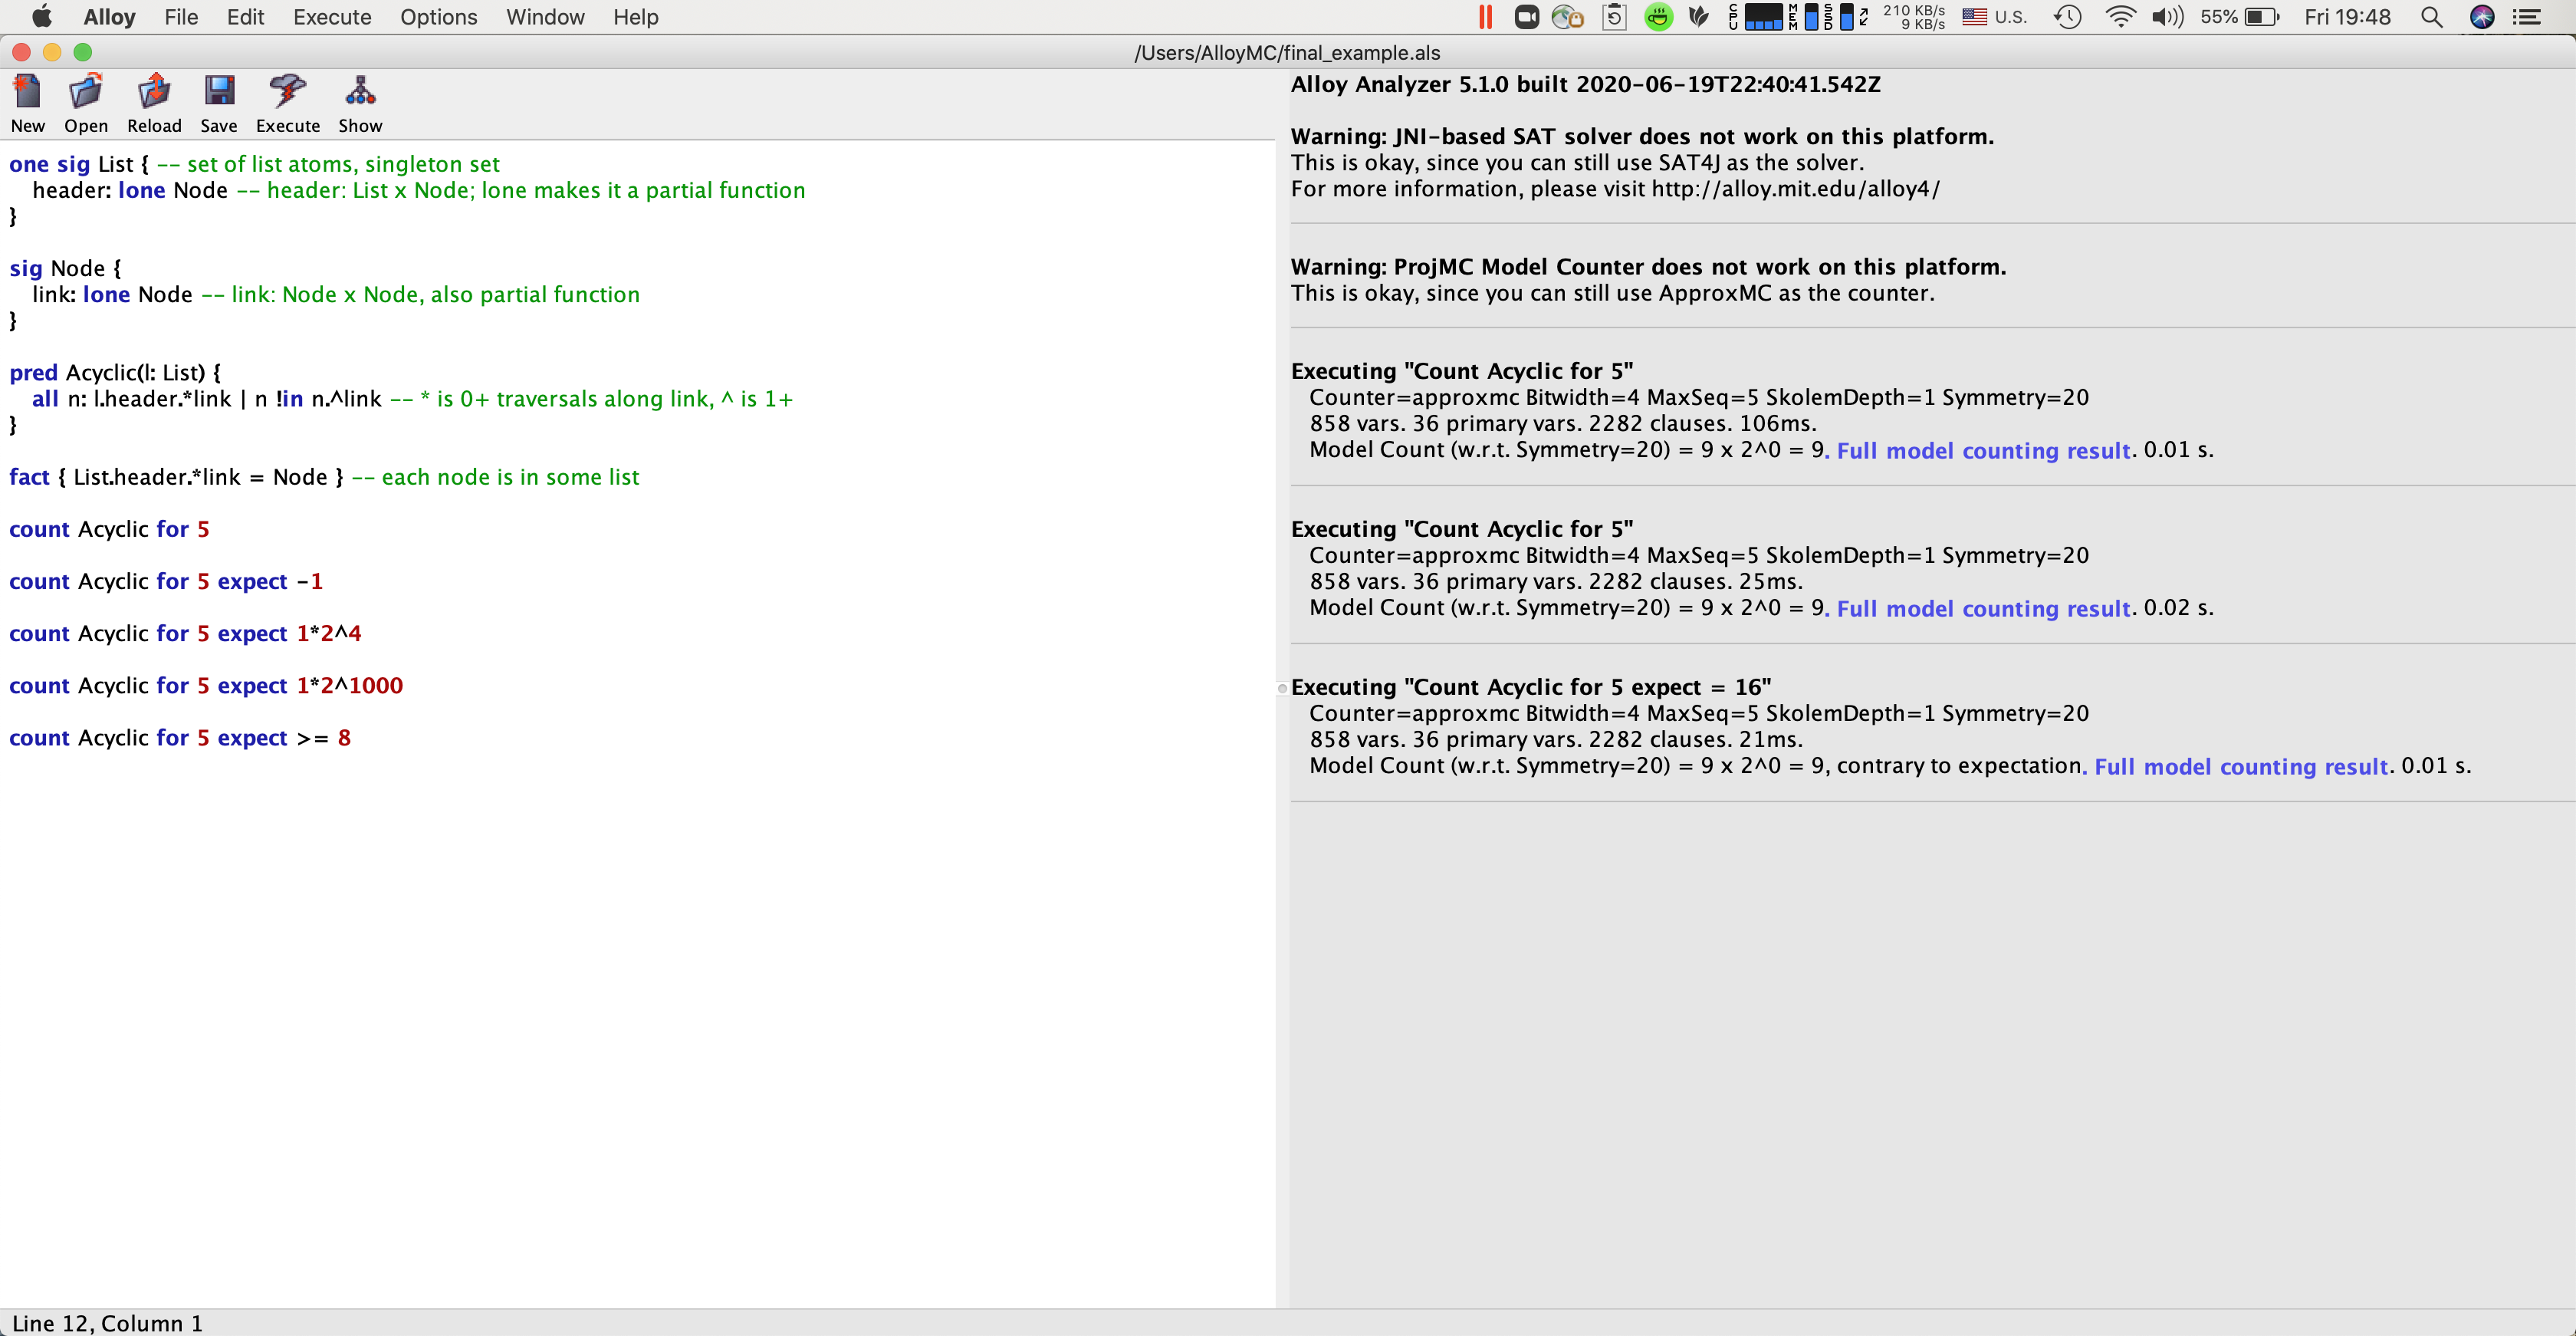 Alloy File Edit Execute Options Window Help
CPU MEM SSD 210 KB/s 9 KB/s U.S. 55% Fri 19:48
/Users/AlloyMC/final_example.als
New Open Reload Save Execute Show
one sig List { -- set of list atoms, singleton set
header: lone Node -- header: List x Node; lone makes it a partial function
}
sig Node {
link: lone Node -- link: Node x Node, also partial function
}
pred Acyclic(l: List) {
all n: l.header.*link | n !in n.^link -- * is 0+ traversals along link, ^ is 1+
}
fact { List.header.*link = Node } -- each node is in some list
count Acyclic for 5
count Acyclic for 5 expect -1
count Acyclic for 5 expect 1*2^4
count Acyclic for 5 expect 1*2^1000
count Acyclic for 5 expect >= 8
Alloy Analyzer 5.1.0 built 2020-06-19T22:40:41.542Z
Warning: JNI-based SAT solver does not work on this platform.
This is okay, since you can still use SAT4J as the solver.
For more information, please visit http://alloy.mit.edu/alloy4/
Warning: ProjMC Model Counter does not work on this platform.
This is okay, since you can still use ApproxMC as the counter.
Executing "Count Acyclic for 5"
Counter=approxmc Bitwidth=4 MaxSeq=5 SkolemDepth=1 Symmetry=20
858 vars. 36 primary vars. 2282 clauses. 106ms.
Model Count (w.r.t. Symmetry=20) = 9 x 2^0 = 9. Full model counting result. 0.01 s.
Executing "Count Acyclic for 5"
Counter=approxmc Bitwidth=4 MaxSeq=5 SkolemDepth=1 Symmetry=20
858 vars. 36 primary vars. 2282 clauses. 25ms.
Model Count (w.r.t. Symmetry=20) = 9 x 2^0 = 9. Full model counting result. 0.02 s.
Executing "Count Acyclic for 5 expect = 16"
Counter=approxmc Bitwidth=4 MaxSeq=5 SkolemDepth=1 Symmetry=20
858 vars. 36 primary vars. 2282 clauses. 21ms.
Model Count (w.r.t. Symmetry=20) = 9 x 2^0 = 9, contrary to expectation. Full model counting result. 0.01 s.
Line 12, Column 1